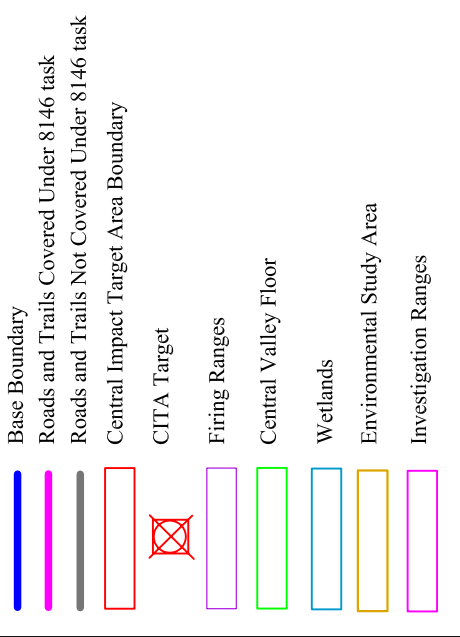 Base Boundary
Roads and Trails Covered Under 8146 task
Roads and Trails Not Covered Under 8146 task
Central Impact Target Area Boundary
CITA Target
Firing Ranges
Central Valley Floor
Wetlands
Environmental Study Area
Investigation Ranges